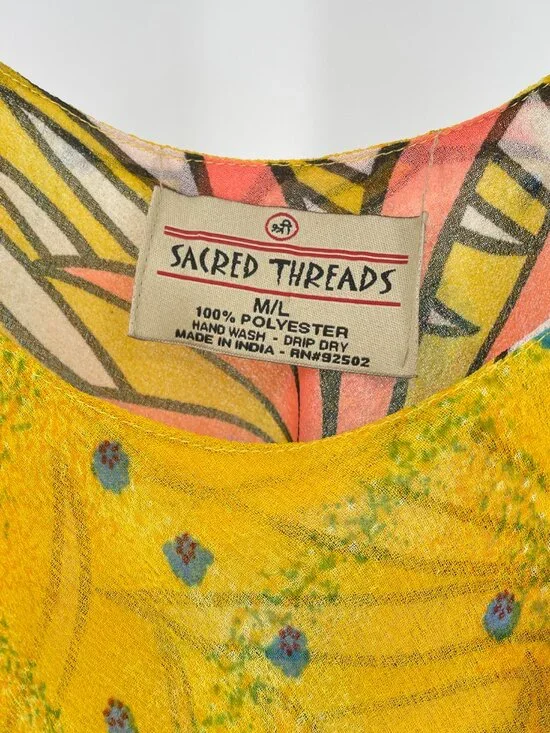 श्री
SACRED THREADS
M/L
100% POLYESTER
HAND WASH - DRIP DRY
MADE IN INDIA - RN#92502